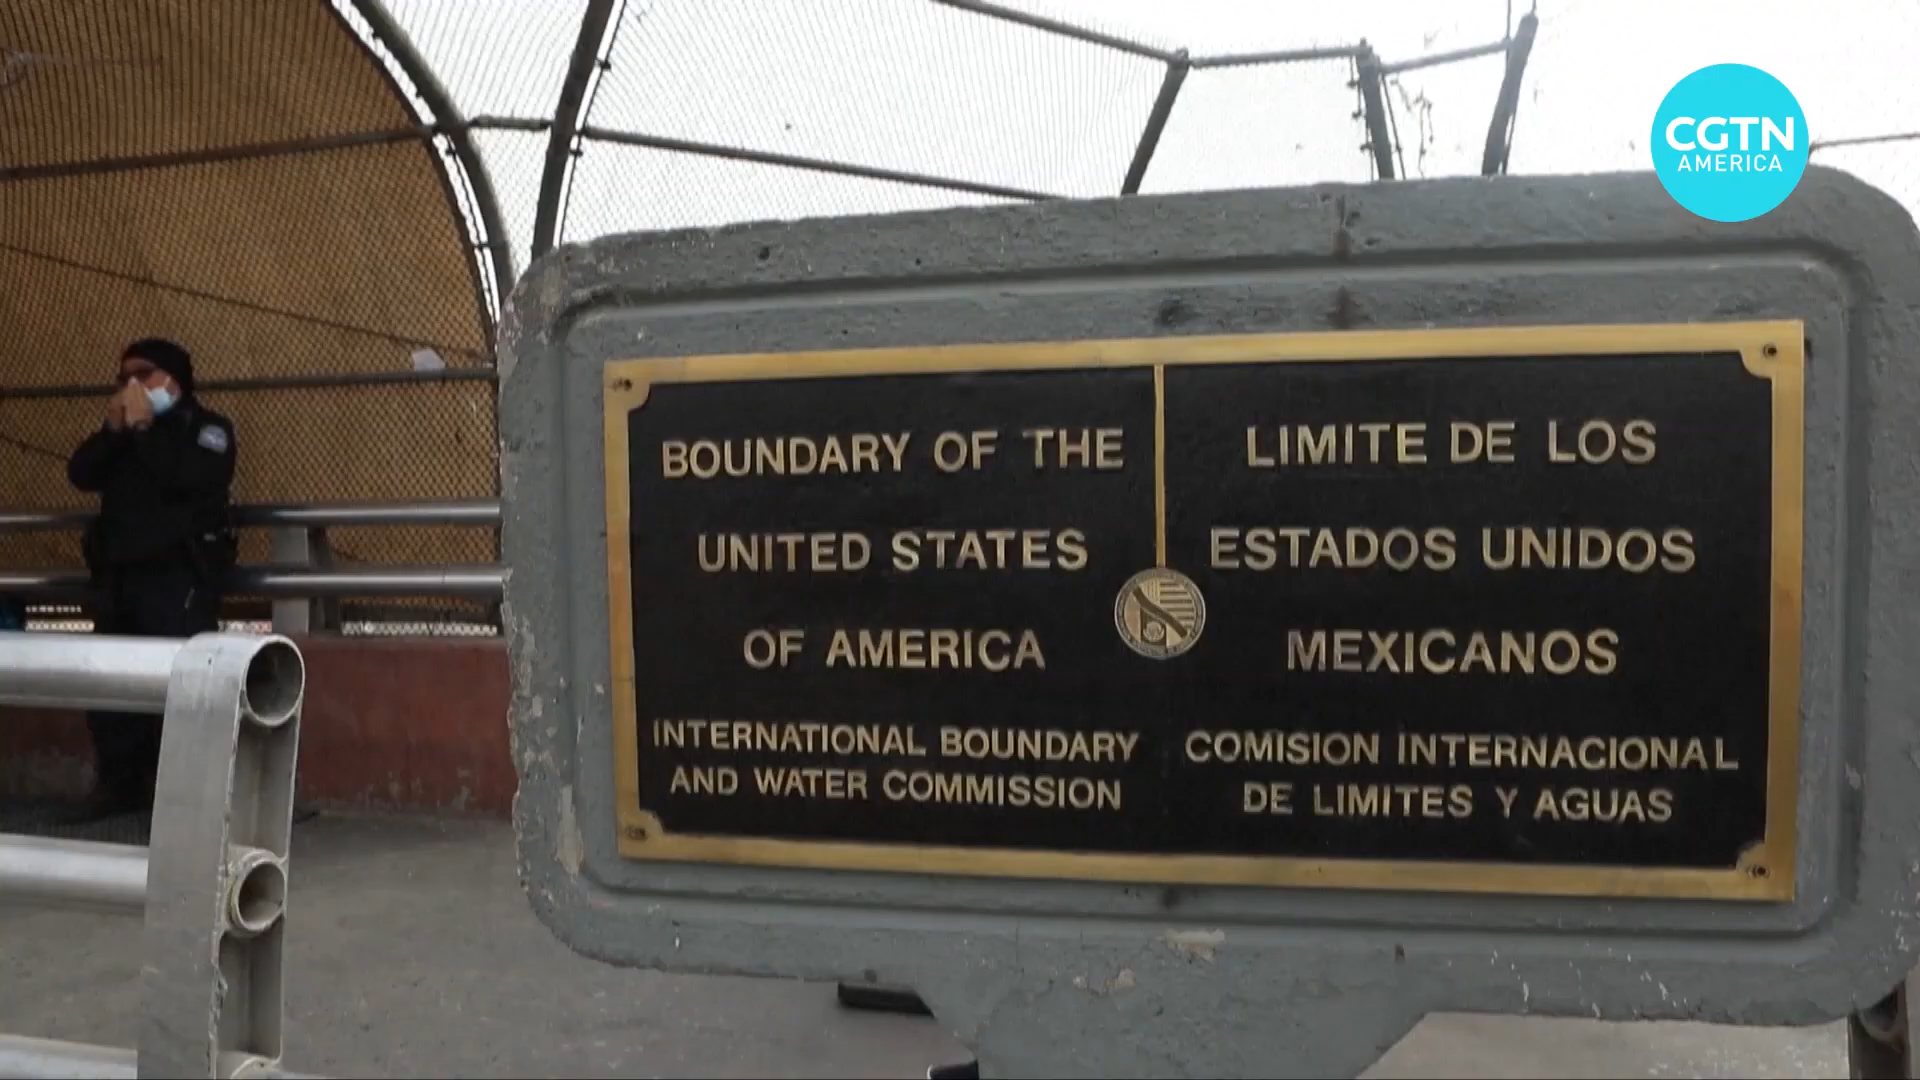 CGTN
AMERICA
BOUNDARY OF THE
UNITED STATES
OF AMERICA
INTERNATIONAL BOUNDARY
AND WATER COMMISSION
LIMITE DE LOS
ESTADOS UNIDOS
MEXICANOS
COMISION INTERNACIONAL
DE LIMITES Y AGUAS